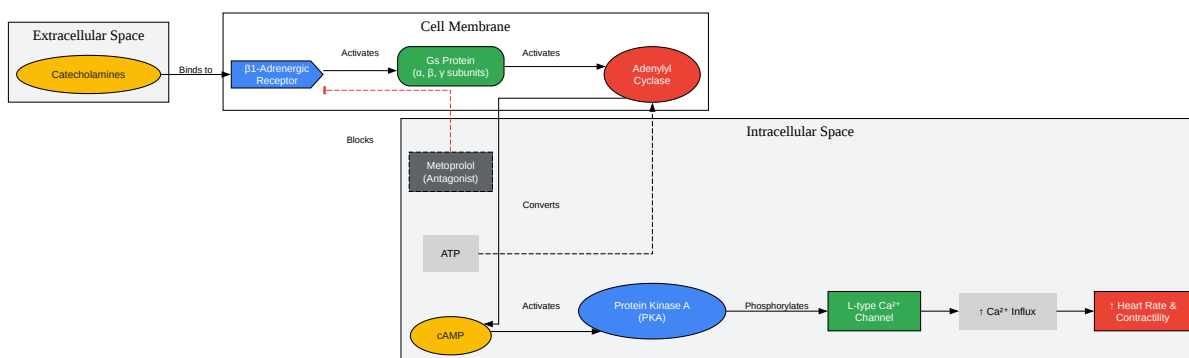 Extracellular Space
Catecholamines
Binds to
Cell Membrane
β1-Adrenergic
Receptor
Activates
Gs Protein
(α, β, γ subunits)
Activates
Adenylyl
Cyclase
Blocks
Intracellular Space
Metoprolol
(Antagonist)
Converts
ATP
cAMP
Activates
Protein Kinase A
(PKA)
Phosphorylates
L-type Ca²⁺
Channel
↑ Ca²⁺ Influx
↑ Heart Rate &
Contractility